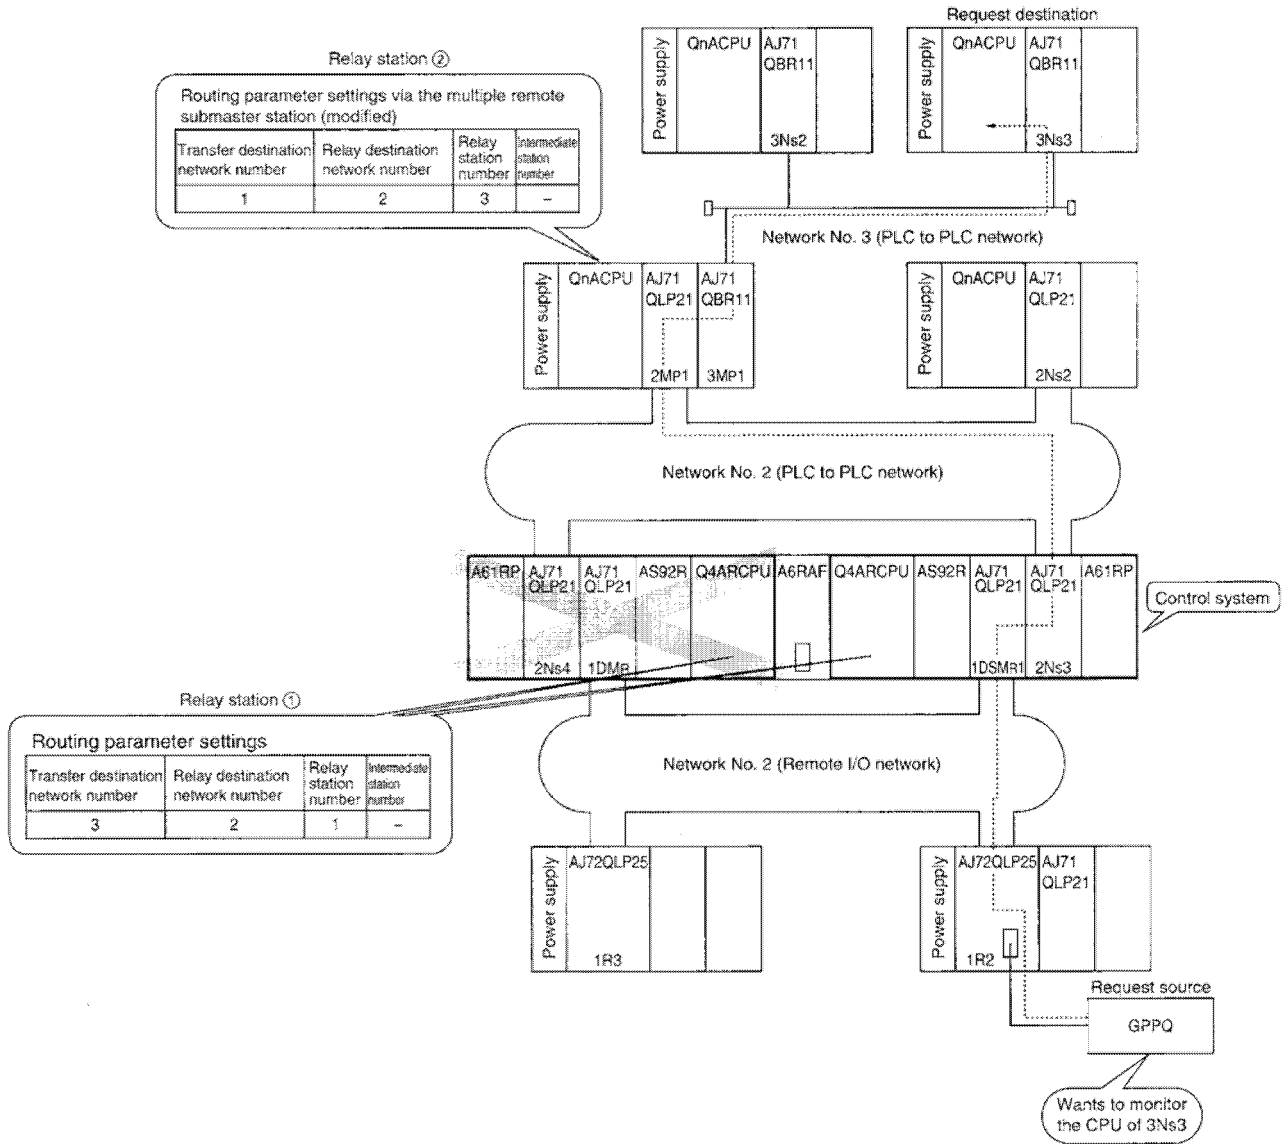 Request destination
Power supply
QnACPU
AJ71
QBR11
3Ns2
Power supply
QnACPU
AJ71
QBR11
3Ns3
Relay station ②
Routing parameter settings via the multiple remote
submaster station (modified)
Transfer destination
network number
Relay destination
network number
Relay
station
number
Intermediate
station
number
1
2
3
–
Network No. 3 (PLC to PLC network)
Power supply
QnACPU
AJ71
QLP21
2MP1
AJ71
QBR11
3MP1
Power supply
QnACPU
AJ71
QLP21
2Ns2
Network No. 2 (PLC to PLC network)
A61RP
AJ71
QLP21
2Ns4
AJ71
QLP21
1DMR
AS92R
Q4ARCPU
A6RAF
Q4ARCPU
AS92R
AJ71
QLP21
1DSMR1
AJ71
QLP21
2Ns3
A61RP
Control system
Relay station ①
Routing parameter settings
Transfer destination
network number
Relay destination
network number
Relay
station
number
Intermediate
station
number
3
2
1
–
Network No. 2 (Remote I/O network)
Power supply
AJ72QLP25
1R3
Power supply
AJ72QLP25
1R2
AJ71
QLP21
Request source
GPPQ
Wants to monitor
the CPU of 3Ns3